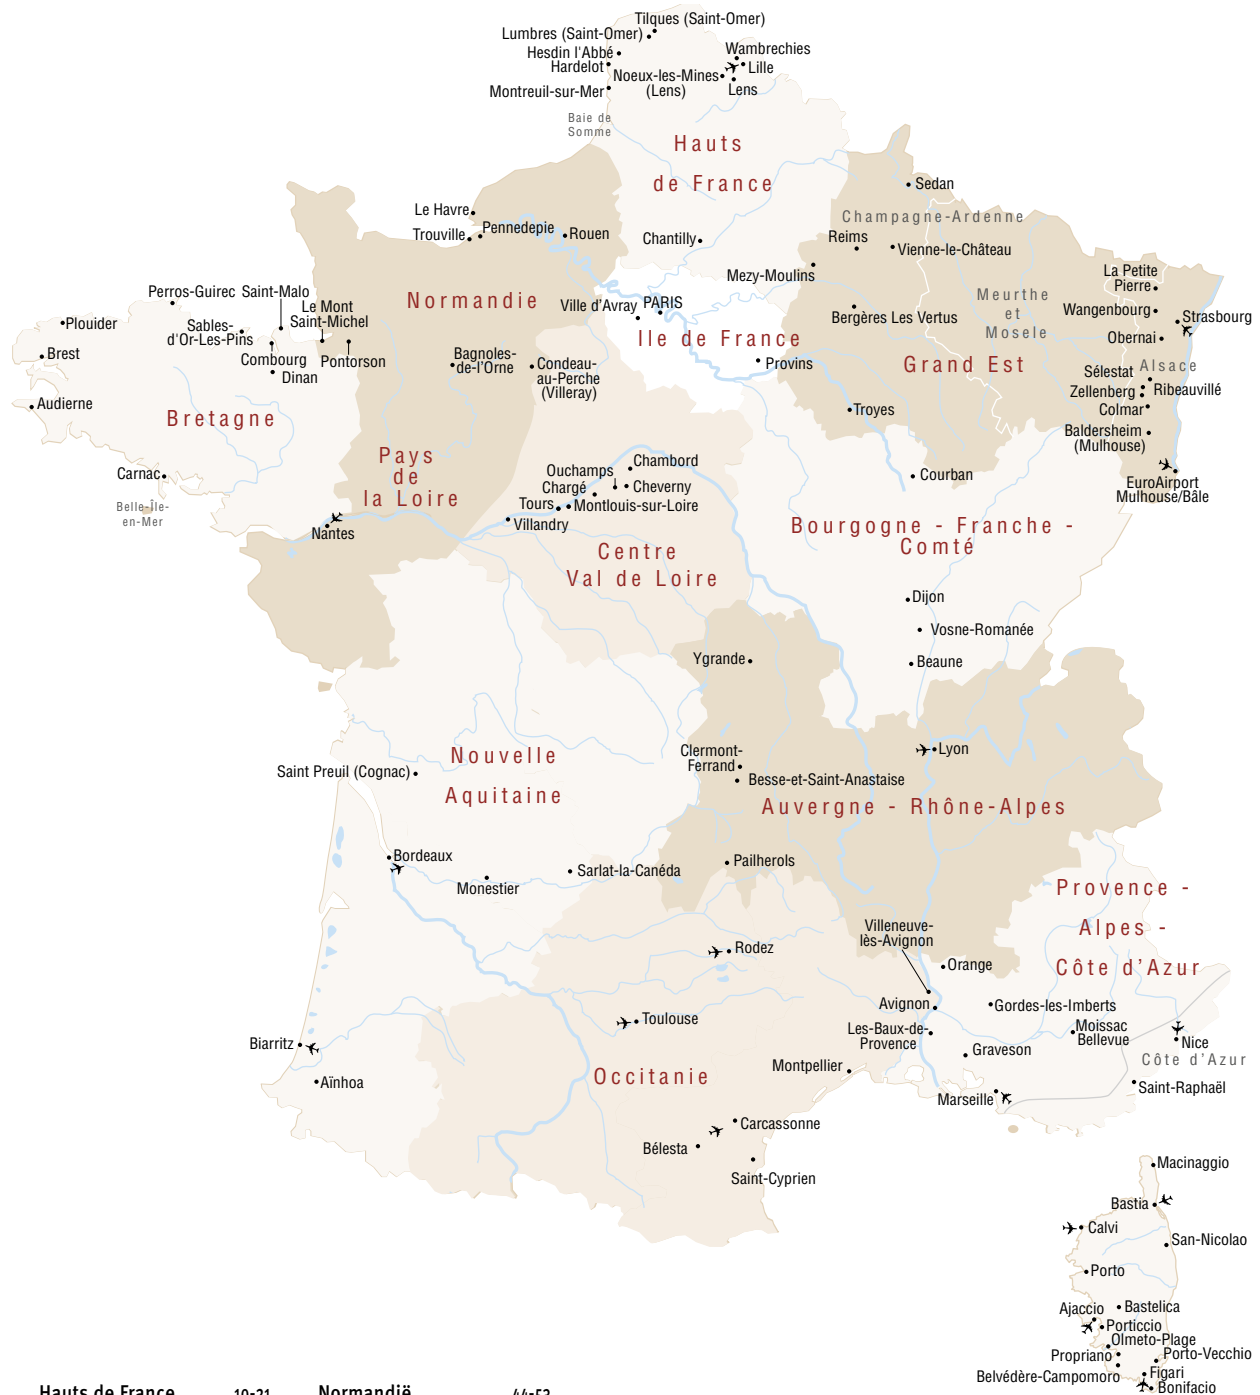 Tilques (Saint-Omer)
Lumbres (Saint-Omer)
Hesdin l'Abbé
Hardelot
Wambrechies
Lille
Noeux-les-Mines
(Lens)
Lens
Montreuil-sur-Mer
Baie de
Somme
Hauts
de France
Sedan
Champagne-Ardenne
Le Havre
Trouville
Pennedepie
Rouen
Chantilly
Reims
Vienne-le-Château
Mezy-Moulins
La Petite
Pierre
Perros-Guirec
Saint-Malo
Le Mont
Saint-Michel
Normandie
Ville d'Avray
PARIS
Meurthe
et
Mosele
Bergères Les Vertus
Wangenbourg
Strasbourg
Plouider
Sables-
d'Or-Les-Pins
Ile de France
Obernai
Brest
Combourg
Dinan
Pontorson
Bagnoles-
de-l'Orne
Condeau-
au-Perche
(Villeray)
Provins
Grand Est
Sélestat
Alsace
Zellenberg
Ribeauvillé
Colmar
Audierne
Bretagne
Troyes
Baldersheim
(Mulhouse)
Pays
de
la Loire
Chambord
Ouchamps
Cheverny
Chargé
Tours
Montlouis-sur-Loire
Villandry
Carnac
Belle-Île-
en-Mer
Nantes
Courban
EuroAirport
Mulhouse/Bâle
Bourgogne - Franche -
Comté
Centre
Val de Loire
Dijon
Vosne-Romanée
Ygrande
Beaune
Nouvelle
Aquitaine
Clermont-
Ferrand
Lyon
Saint Preuil (Cognac)
Besse-et-Saint-Anastaise
Auvergne - Rhône-Alpes
Bordeaux
Monestier
Sarlat-la-Canéda
Pailherols
Provence -
Alpes -
Côte d'Azur
Villeneuve-
lès-Avignon
Rodez
Orange
Avignon
Gordes-les-Imberts
Toulouse
Les-Baux-de-
Provence
Moissac
Bellevue
Biarritz
Nice
Côte d'Azur
Graveson
Aïnhoa
Occitanie
Montpellier
Marseille
Saint-Raphaël
Carcassonne
Bélesta
Saint-Cyprien
Macinaggio
Bastia
Calvi
San-Nicolao
Porto
Ajaccio
Bastelica
Porticcio
Olmeto-Plage
Propriano
Porto-Vecchio
Belvédère-Campomoro
Figari
Bonifacio
Hauts de France 10-21 Normandië 44-53